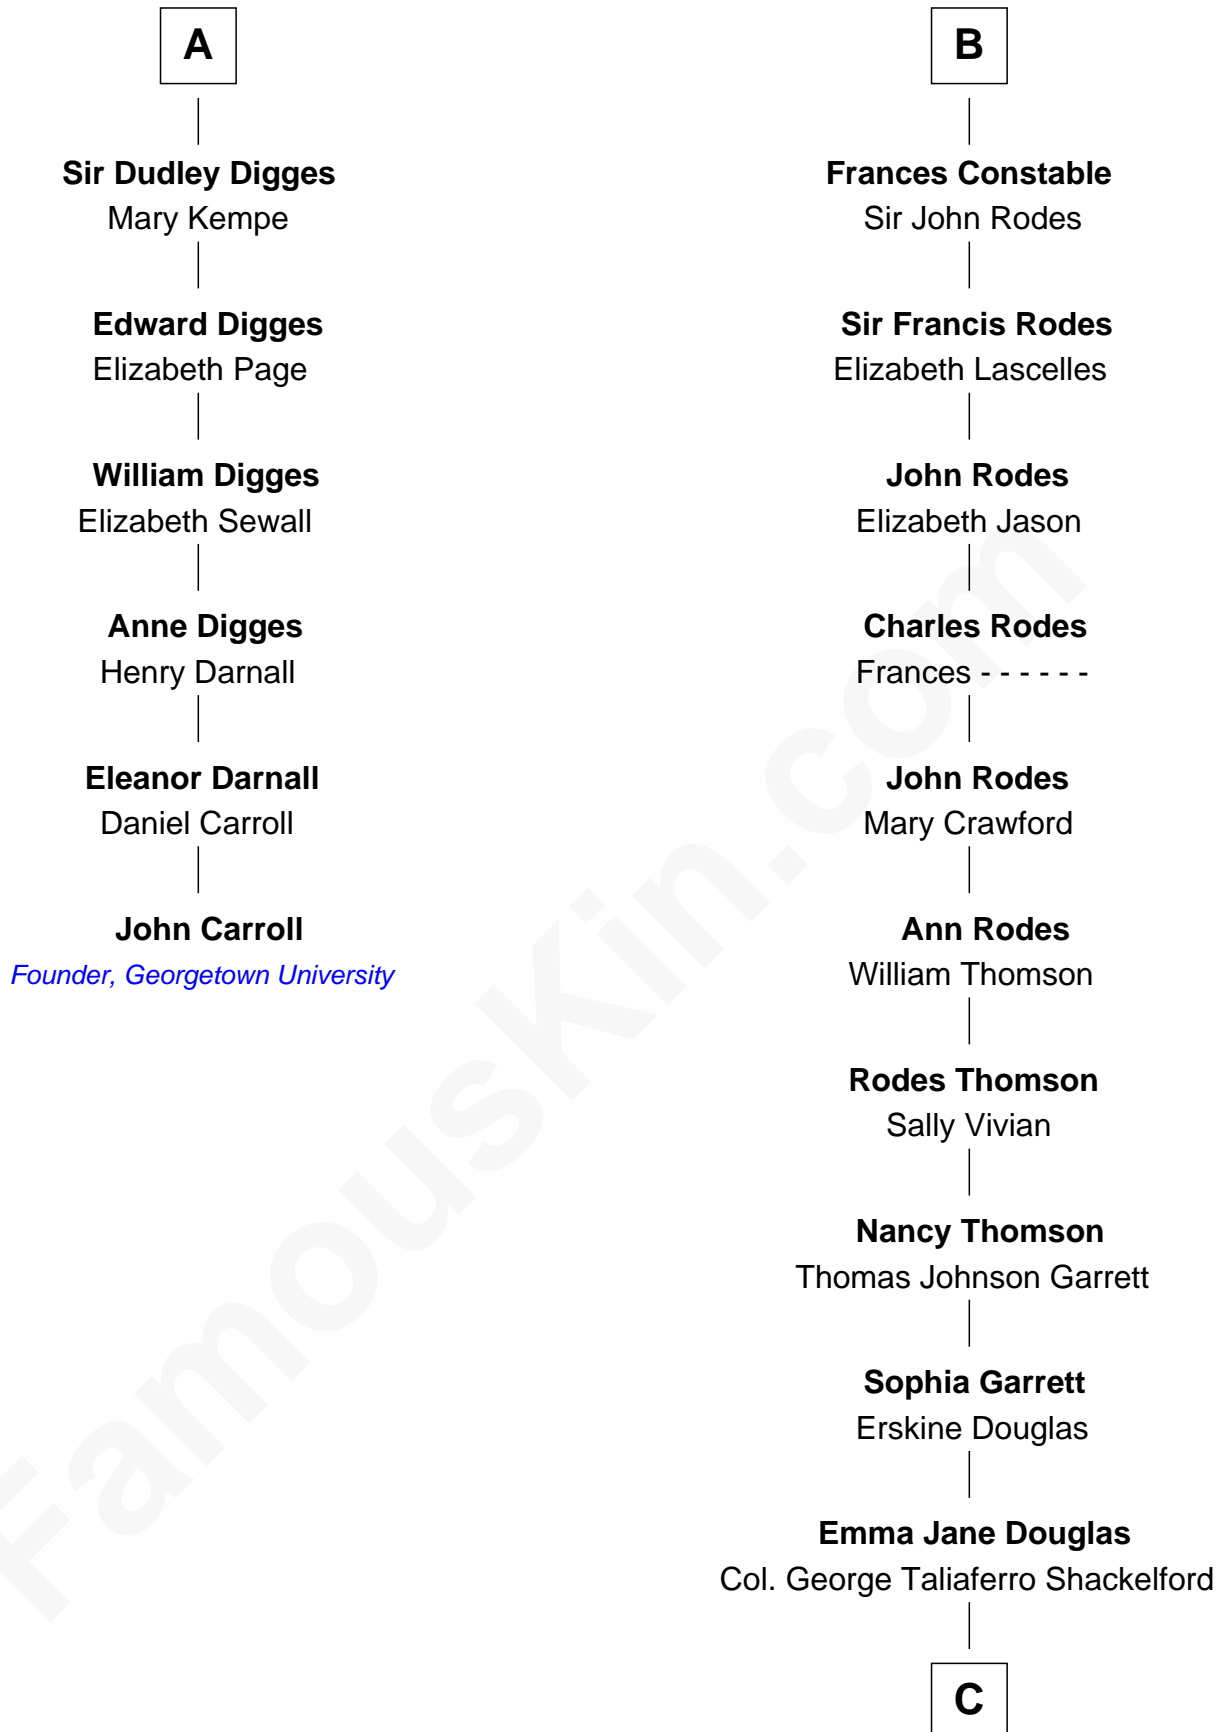 A
Sir Dudley Digges
Mary Kempe
Edward Digges
Elizabeth Page
William Digges
Elizabeth Sewall
Anne Digges
Henry Darnall
Eleanor Darnall
Daniel Carroll
John Carroll
Founder, Georgetown University
B
Frances Constable
Sir John Rodes
Sir Francis Rodes
Elizabeth Lascelles
John Rodes
Elizabeth Jason
Charles Rodes
Frances - - - - - -
John Rodes
Mary Crawford
Ann Rodes
William Thomson
Rodes Thomson
Sally Vivian
Nancy Thomson
Thomas Johnson Garrett
Sophia Garrett
Erskine Douglas
Emma Jane Douglas
Col. George Taliaferro Shackelford
C
FamousKin.com